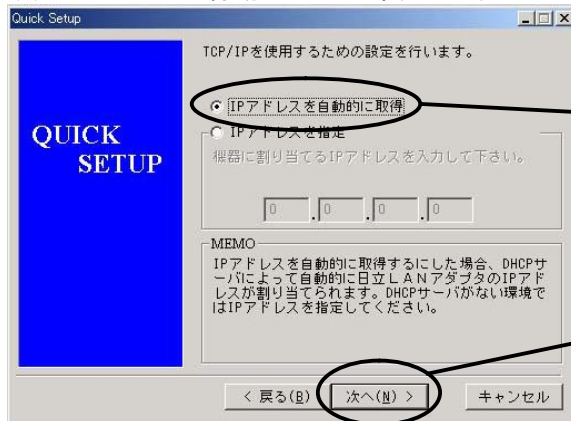 Quick Setup
TCP/IPを使用するための設定を行います。
IPアドレスを自動的に取得
IPアドレスを指定
機器に割り当てるIPアドレスを入力して下さい。
0 . 0 . 0 . 0
QUICK
SETUP
MEMO
IPアドレスを自動的に取得するにした場合、DHCPサ
ーバによって自動的に日立LANアダプタのIPアド
レスが割り当てられます。DHCPサーバがない環境で
はIPアドレスを指定してください。
< 戻る(B)
次へ(N) >
キャンセル